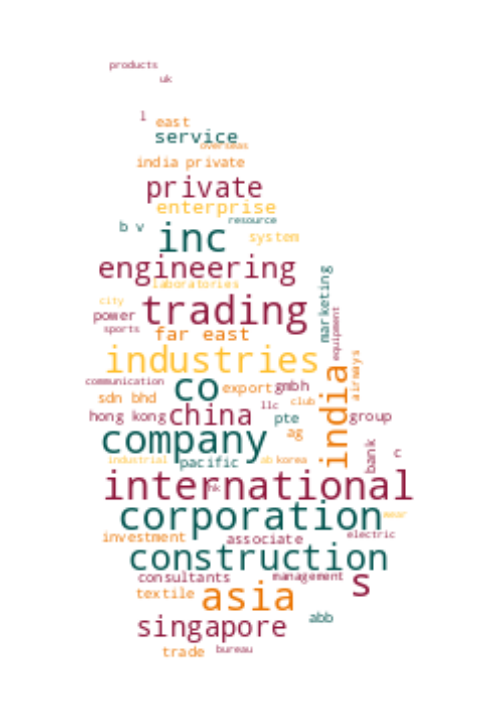 products
uk
l
east
service
overseas
india private
private
enterprise
b v
resource
inc
system
engineering
laboratories
marketing
city
power
trading
sports
far east
equipment
industries
airways
communication
co
export
gmbh
india
sdn bhd
llc
club
hong kong
china
pte
group
company
ag
bank
c
industrial
pacific
ab
korea
international
hk
corporation
wear
investment
associate
electric
construction
consultants
management
s
textile
asia
abb
singapore
trade
bureau